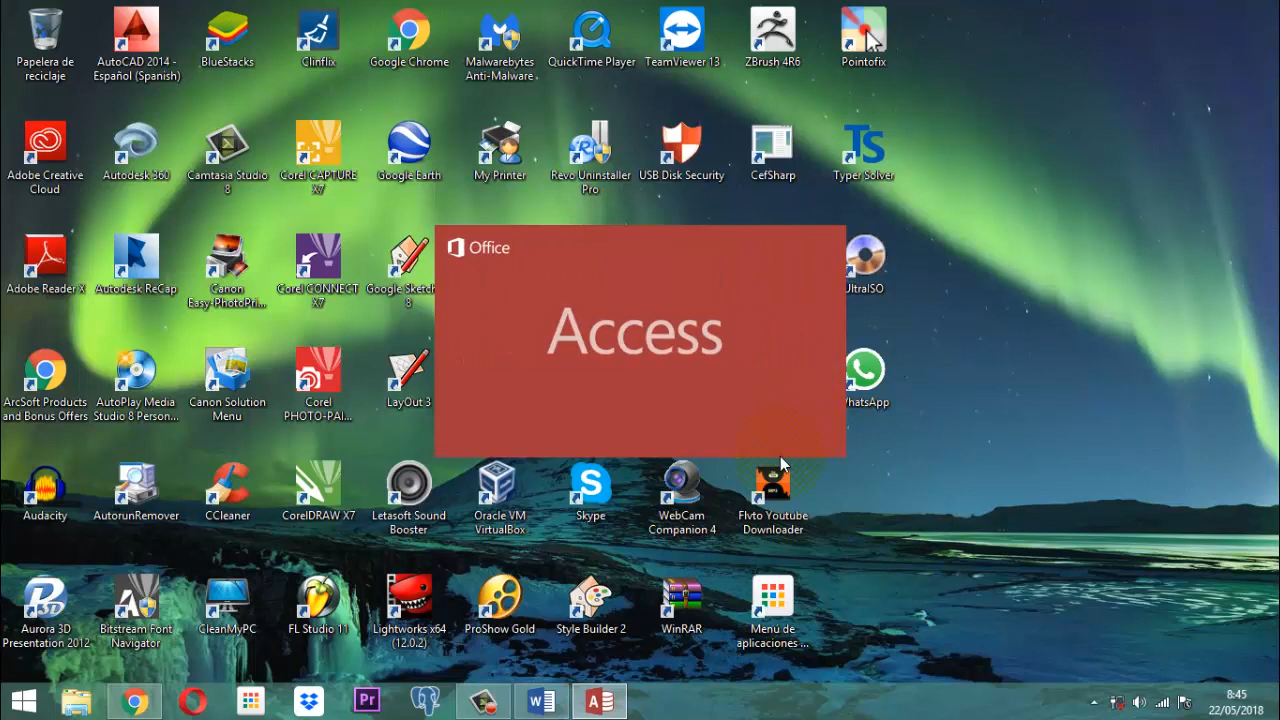 Papelera de
reciclaje
AutoCAD 2014 -
Español (Spanish)
BlueStacks
Clinflix
Google Chrome
Malwarebytes
Anti-Malware
QuickTime Player
TeamViewer 13
ZBrush 4R6
Pointofix
Adobe Creative
Cloud
Autodesk 360
Camtasia Studio
8
Corel CAPTURE
X7
Google Earth
My Printer
Revo Uninstaller
Pro
USB Disk Security
CefSharp
Ts
Typer Solver
Office
Access
Adobe Reader X
Autodesk ReCap
Canon
Easy-PhotoPri...
Corel CONNECT
X7
Google Sketch
8
UltraISO
ArcSoft Products
and Bonus Offers
AutoPlay Media
Studio 8 Person...
Canon Solution
Menu
Corel
PHOTO-PAI...
LayOut 3
WhatsApp
Audacity
AutorunRemover
CCleaner
CorelDRAW X7
Letasoft Sound
Booster
Oracle VM
VirtualBox
Skype
WebCam
Companion 4
Flvto Youtube
Downloader
Aurora 3D
Presentation 2012
Bitstream Font
Navigator
CleanMyPC
FL Studio 11
Lightworks x64
(12.0.2)
ProShow Gold
Style Builder 2
WinRAR
Menú de
aplicaciones ...
Pr
8:45
22/05/2018